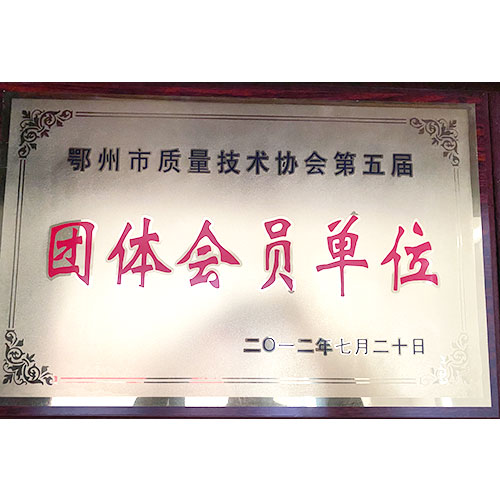 鄂州市质量技术协会第五届
团体会员单位
二〇一二年七月二十日